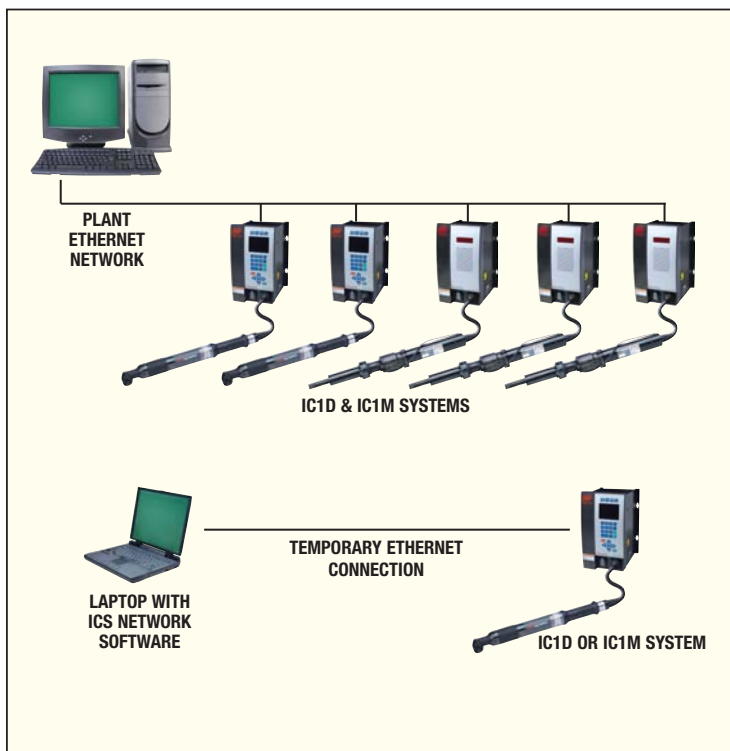 PLANT
ETHERNET
NETWORK
IC1D & IC1M SYSTEMS
TEMPORARY ETHERNET
CONNECTION
LAPTOP WITH
ICS NETWORK
SOFTWARE
IC1D OR IC1M SYSTEM